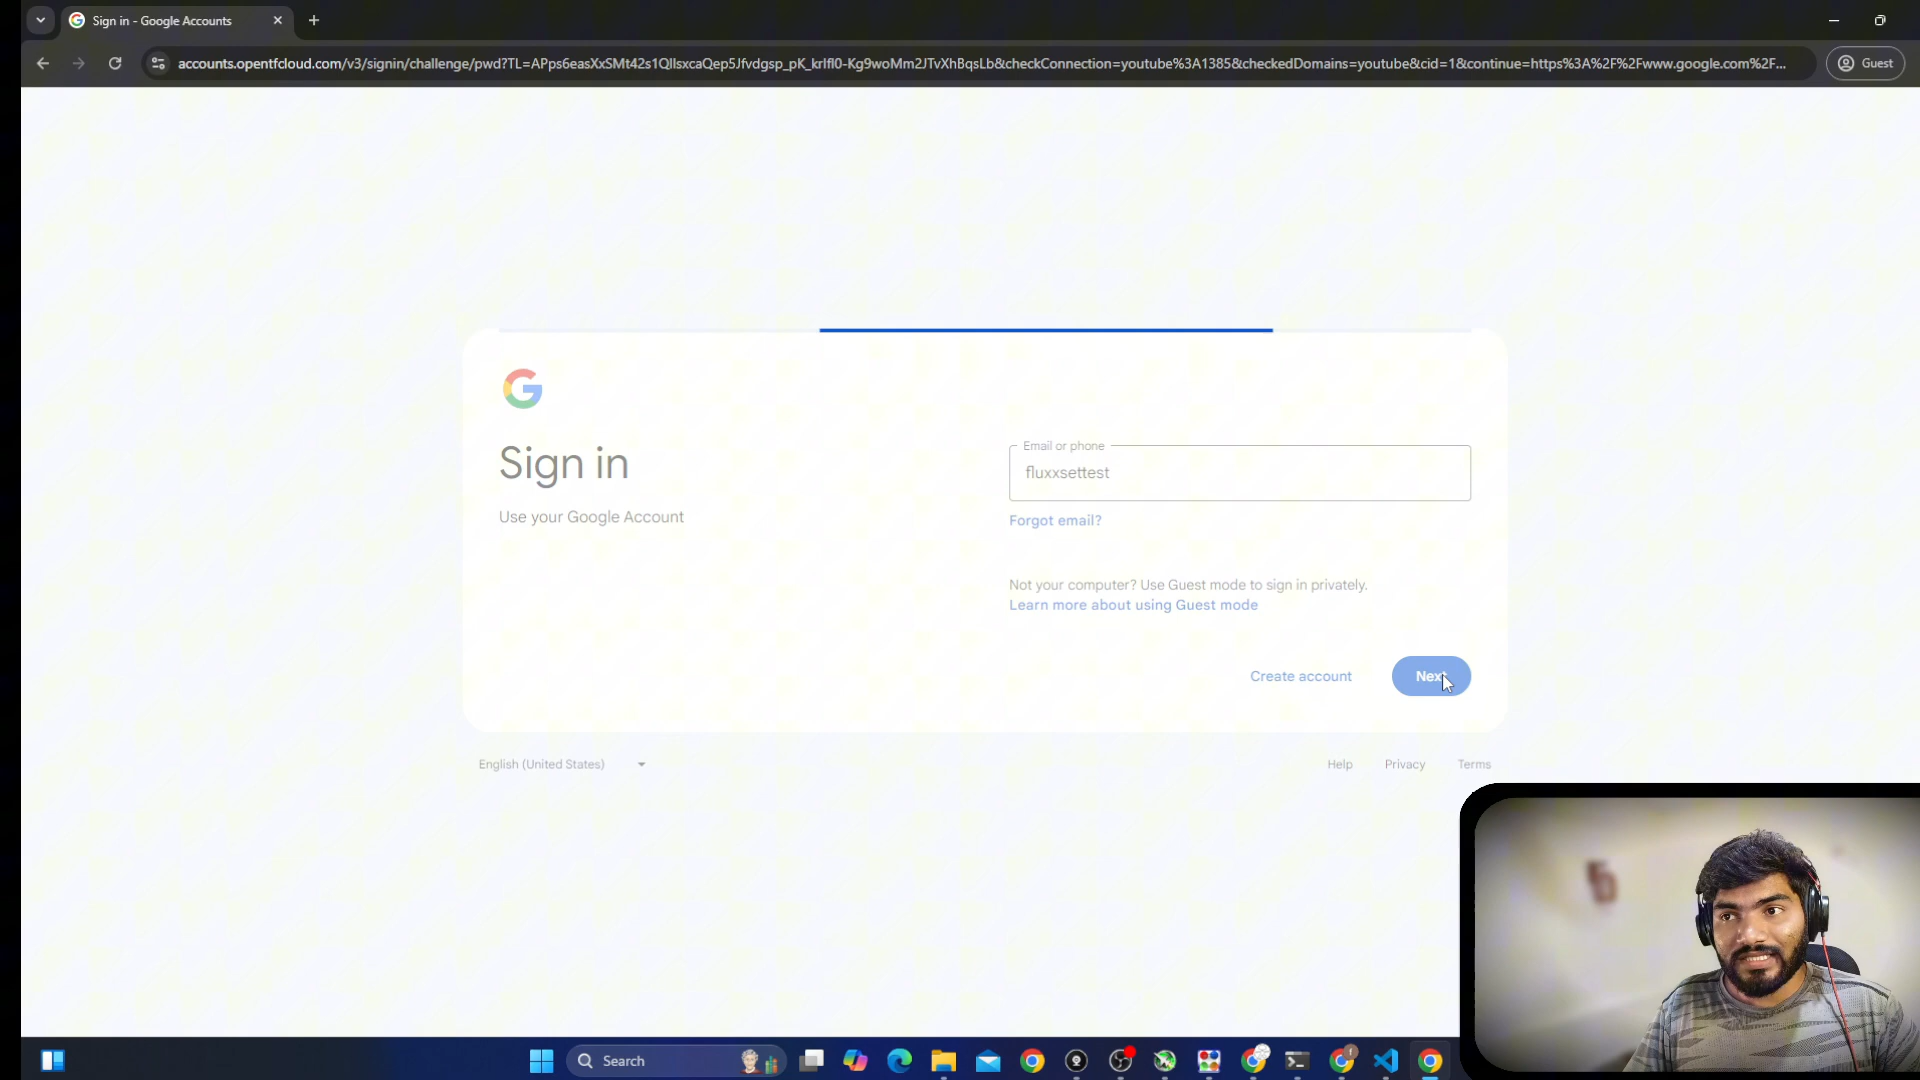 Sign in - Google Accounts
accounts.opentfcloud.com/v3/signin/challenge/pwd?TL=APps6easXxSMt42s1QllsxcaQep5Jfvdgsp_pK_krlfl0-Kg9woMm2JTvXhBqsLb&checkConnection=youtube%3A1385&checkedDomains=youtube&cid=1&continue=https%3A%2F%2Fwww.google.com%2F...
Guest
Sign in
Use your Google Account
Email or phone
fluxxsettest
Forgot email?
Not your computer? Use Guest mode to sign in privately.
Learn more about using Guest mode
Create account
Next
English (United States)
Help
Privacy
Terms
Search